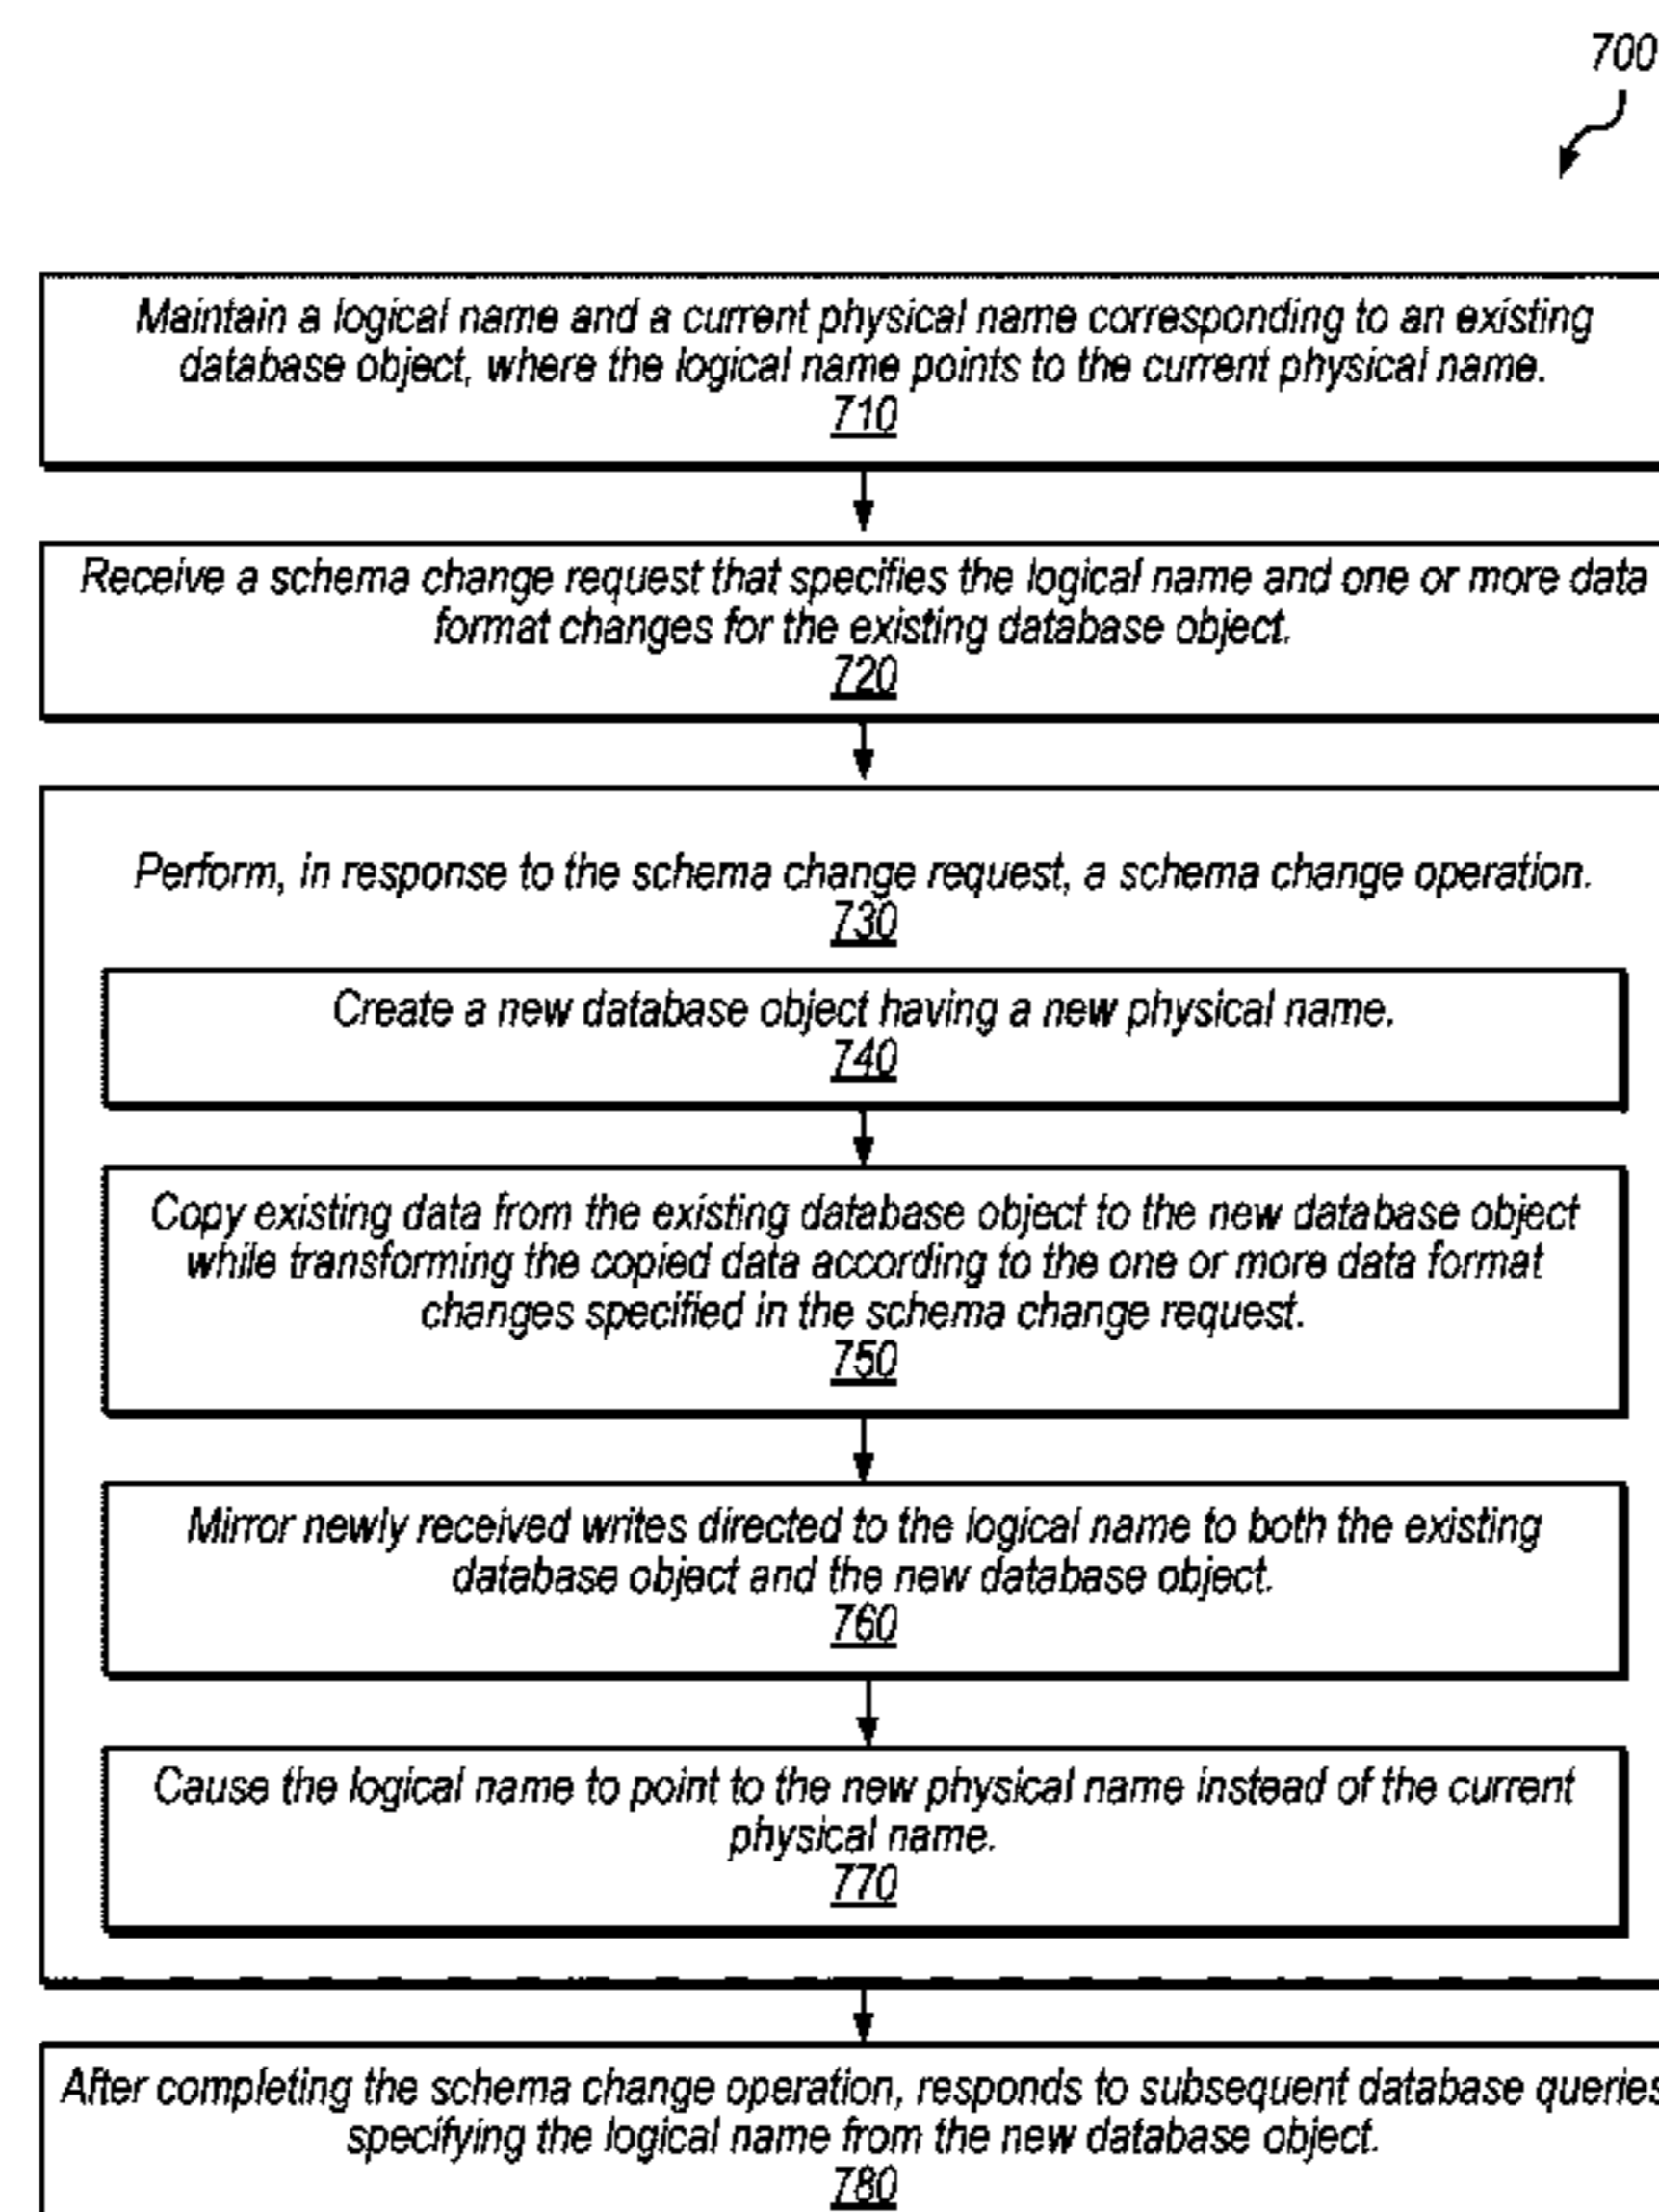 700
Maintain a logical name and a current physical name corresponding to an existing
database object, where the logical name points to the current physical name.
710
Receive a schema change request that specifies the logical name and one or more data
format changes for the existing database object.
720
Perform, in response to the schema change request, a schema change operation.
730
Create a new database object having a new physical name.
740
Copy existing data from the existing database object to the new database object
while transforming the copied data according to the one or more data format
changes specified in the schema change request.
750
Mirror newly received writes directed to the logical name to both the existing
database object and the new database object.
760
Cause the logical name to point to the new physical name instead of the current
physical name.
770
After completing the schema change operation, responds to subsequent database queries
specifying the logical name from the new database object.
780